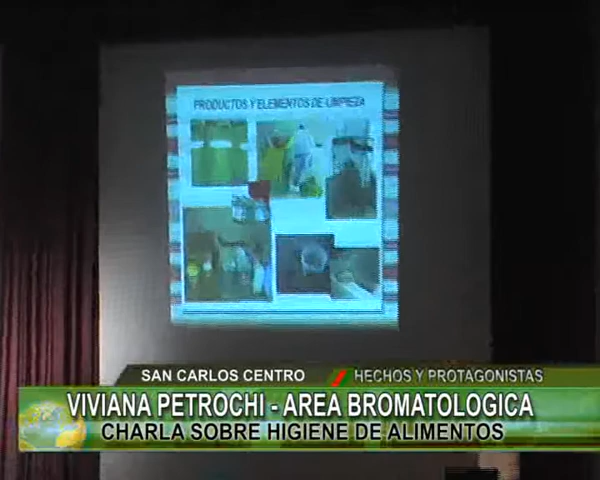 PRODUCTOS Y ELEMENTOS DE LIMPIEZA
SAN CARLOS CENTRO
HECHOS Y PROTAGONISTAS
VIVIANA PETROCHI - AREA BROMATOLOGICA
CHARLA SOBRE HIGIENE DE ALIMENTOS